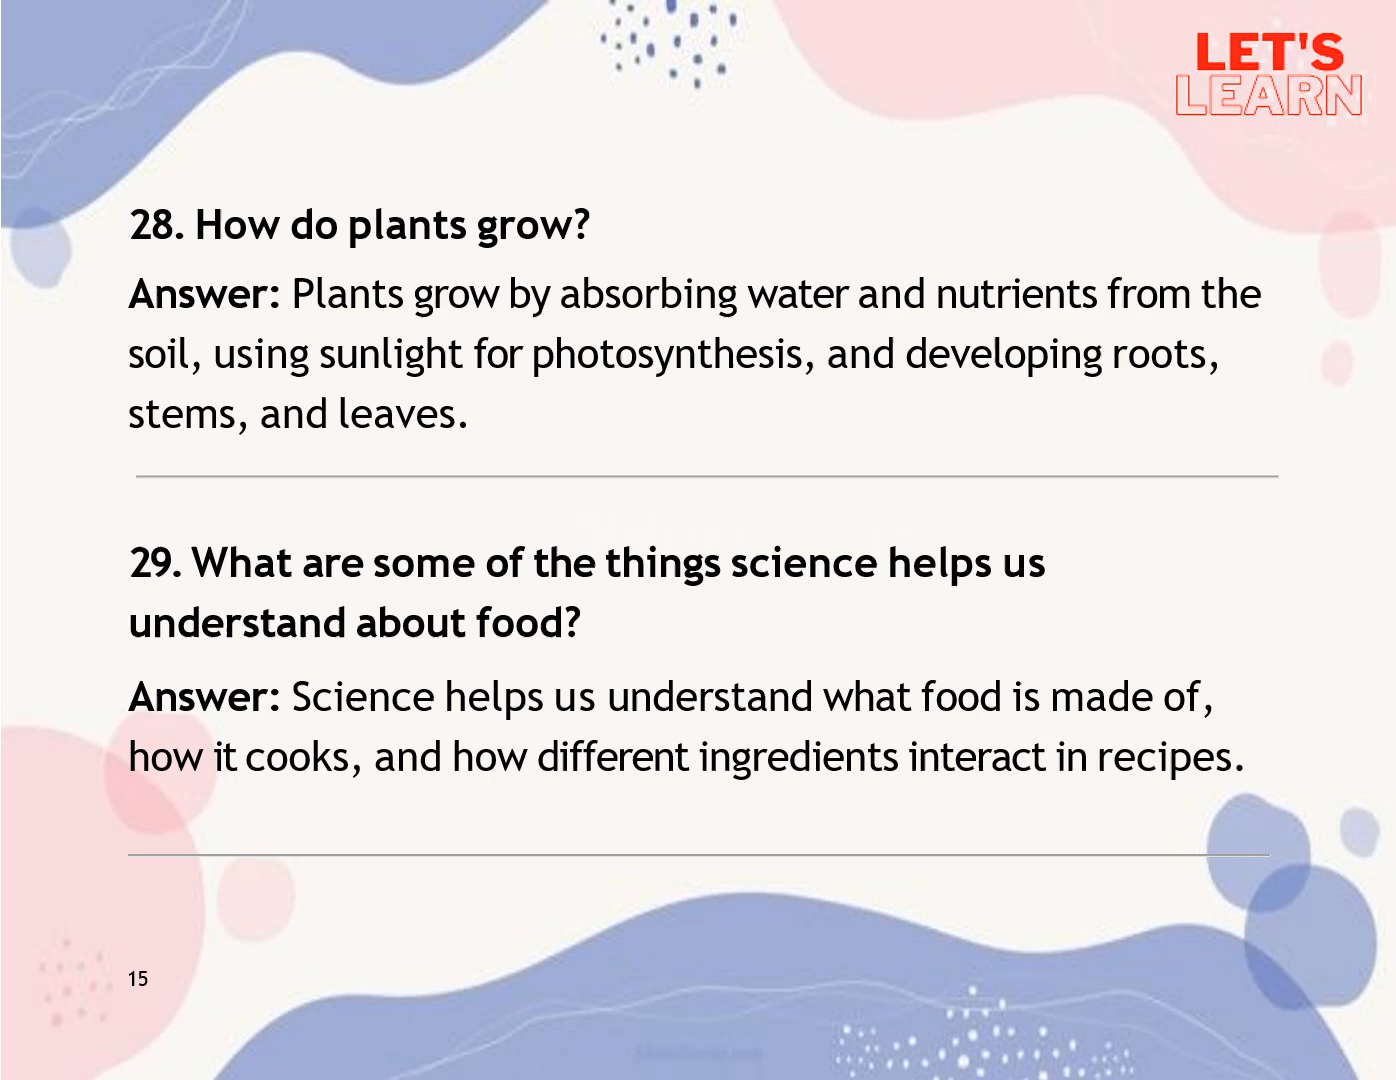 LET'S
LEARN
28. How do plants grow?
Answer: Plants grow by absorbing water and nutrients from the
soil, using sunlight for photosynthesis, and developing roots,
stems, and leaves.
29. What are some of the things science helps us
understand about food?
Answer: Science helps us understand what food is made of,
how it cooks, and how different ingredients interact in recipes.
15